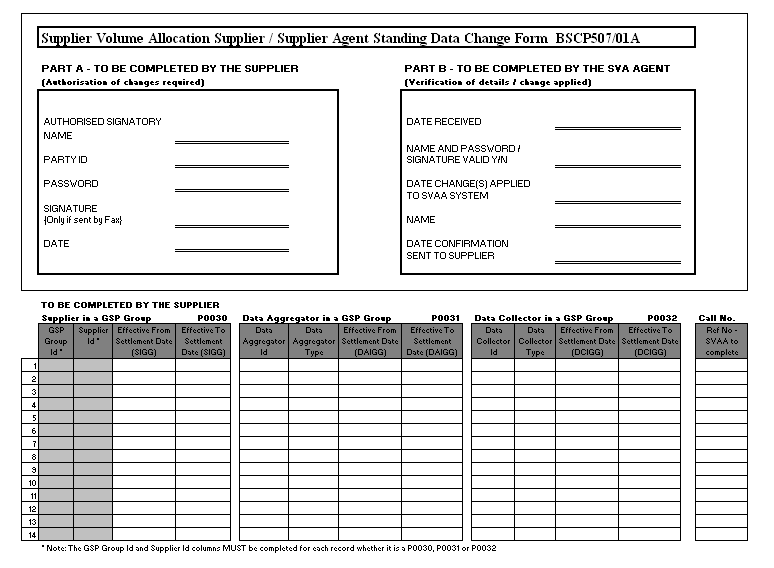 Supplier Volume Allocation Supplier / Supplier Agent Standing Data Change Form BSCP507/01A
PART A - TO BE COMPLETED BY THE SUPPLIER
(Authorisation of changes required)
AUTHORISED SIGNATORY
NAME
PARTY ID
PASSWORD
SIGNATURE
{Only if sent by Fax}
DATE
PART B - TO BE COMPLETED BY THE SVA AGENT
(Verification of details / change applied)
DATE RECEIVED
NAME AND PASSWORD /
SIGNATURE VALID Y/N
DATE CHANGE(S) APPLIED
TO SVAA SYSTEM
NAME
DATE CONFIRMATION
SENT TO SUPPLIER
TO BE COMPLETED BY THE SUPPLIER
Supplier in a GSP Group P0030 Data Aggregator in a GSP Group P0031 Data Collector in a GSP Group P0032 Call No.
GSP Supplier Effective From Effective To Data Data Effective From Effective To Data Data Effective From Effective To Ref No -
Group Id * Settlement Date Settlement Aggregator Aggregator Settlement Date Settlement Collector Collector Settlement Date Settlement SVAA to
Id * (SIGG) Date (SIGG) Id Type (DAIGG) Date (DAIGG) Id Type (DCIGG) Date (DCIGG) complete
1
2
3
4
5
6
7
8
9
10
11
12
13
14
* Note: The GSP Group Id and Supplier Id columns MUST be completed for each record whether it is a P0030, P0031 or P0032